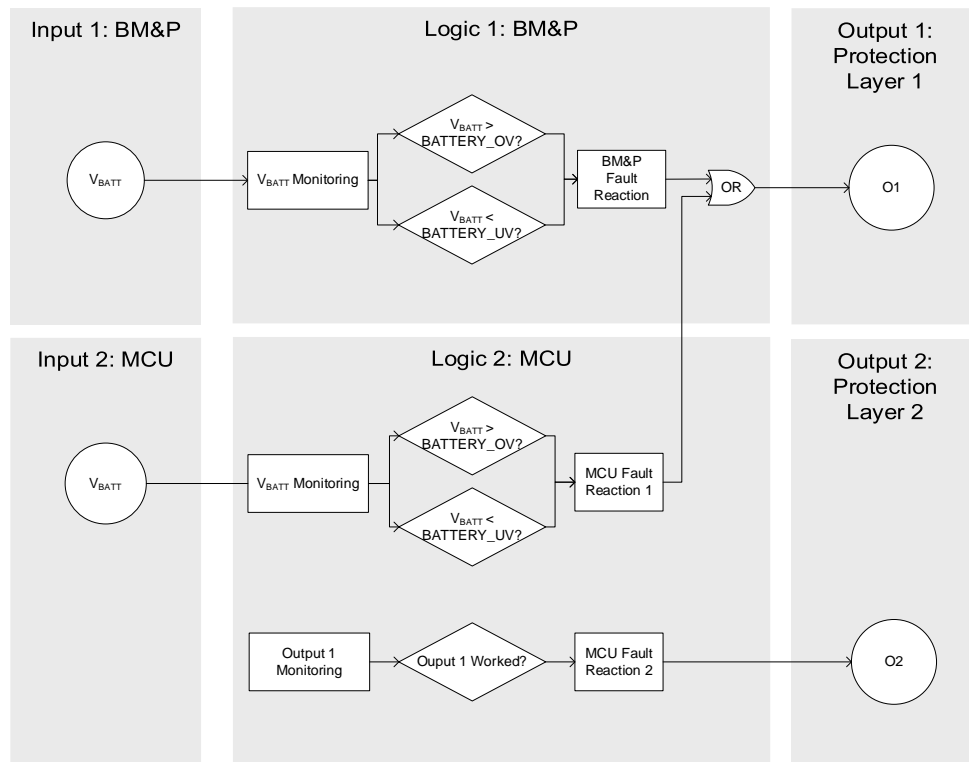 Input 1: BM&P
Logic 1: BM&P
Output 1:
Protection
Layer 1
VBATT
VBATT Monitoring
VBATT >
BATTERY_OV?
VBATT <
BATTERY_UV?
BM&P
Fault
Reaction
OR
O1
Input 2: MCU
Logic 2: MCU
Output 2:
Protection
Layer 2
VBATT
VBATT Monitoring
VBATT >
BATTERY_OV?
VBATT <
BATTERY_UV?
MCU Fault
Reaction 1
Output 1
Monitoring
Ouput 1 Worked?
MCU Fault
Reaction 2
O2